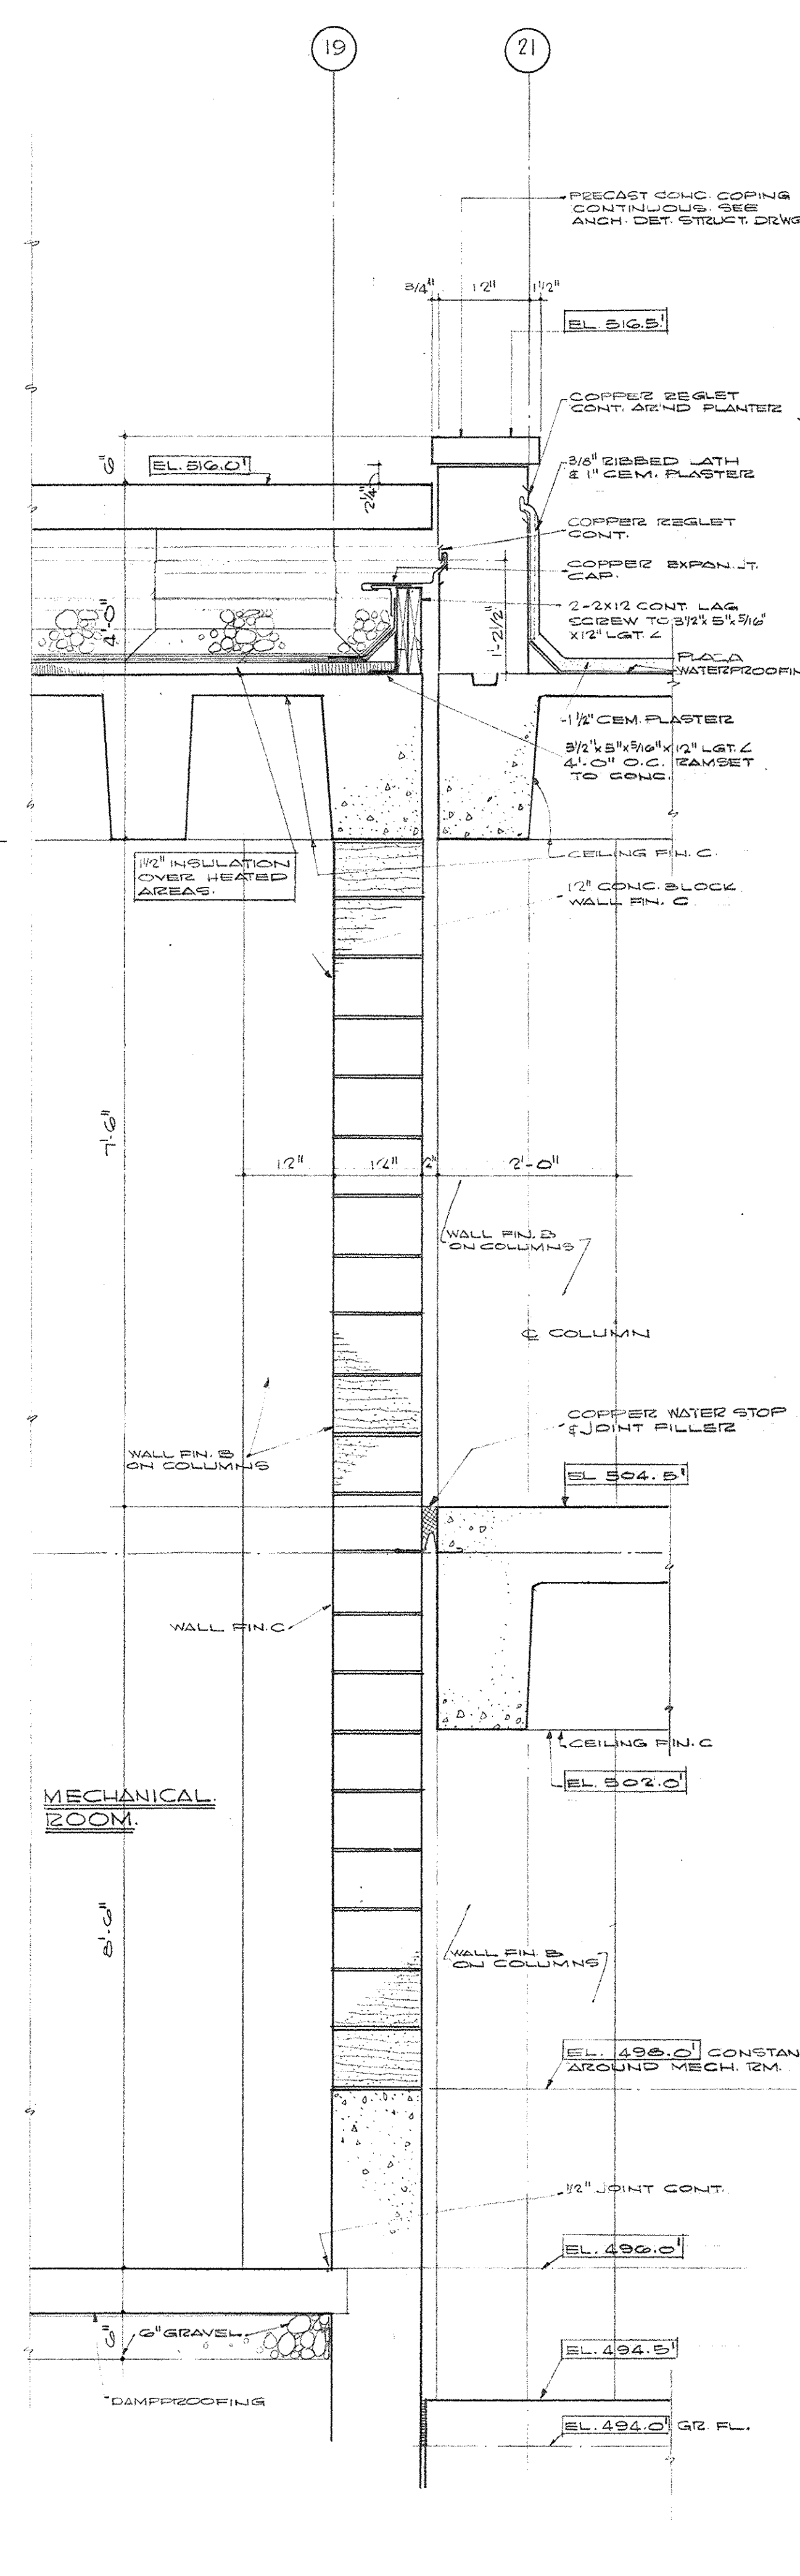 19
21
PRECAST CONC. COPING
CONTINUOUS. SEE
ANCH. DET. STRUCT. DRWG
3/4"
12"
1 1/2"
EL. 516.5'
COPPER REGLET
CONT. AR'ND PLANTER
6"
EL. 516.0'
2 1/4"
3/8" RIBBED LATH
& 1" CEM. PLASTER
COPPER REGLET
CONT.
COPPER EXPAN. JT.
CAP.
4'-0"
1'-2 1/2"
2-2X12 CONT. LAG
SCREW TO 3 1/2" X 5" X 5/16"
X 12" LGT. ∠
PLAZA
WATERPROOFIN
1 1/2" CEM. PLASTER
3 1/2" X 5" X 5/16" X 12" LGT. ∠
4'-0" O.C. RAMSET
TO CONC.
1 1/2" INSULATION
OVER HEATED
AREAS.
CEILING FIN. C
12" CONC. BLOCK
WALL FIN. C
7'-6"
12"
12"
2"
2'-0"
WALL FIN. B
ON COLUMNS
℄ COLUMN
COPPER WATER STOP
& JOINT FILLER
WALL FIN. B
ON COLUMNS
EL 504.5'
WALL FIN. C
CEILING FIN. C
EL. 502.0'
MECHANICAL
ROOM.
8'-6"
WALL FIN. B
ON COLUMNS
EL. 498.0' CONSTAN
AROUND MECH. RM.
1/2" JOINT CONT.
EL. 496.0'
6"
6" GRAVEL
EL. 494.5'
DAMPPROOFING
EL. 494.0' GR. FL.